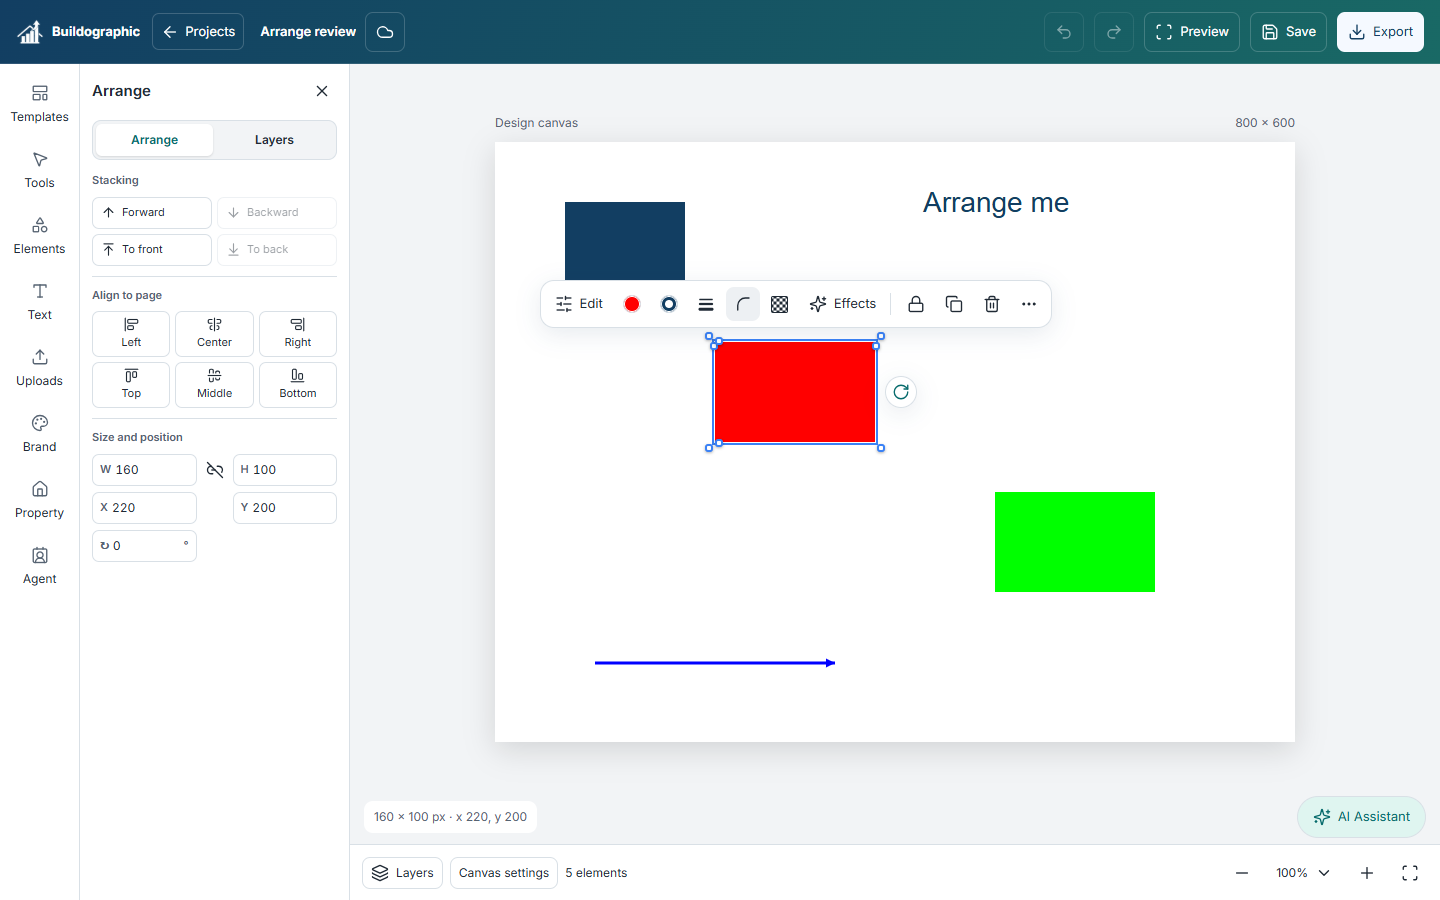 Buildographic
Projects
Arrange review
Preview
Save
Export
Templates
Tools
Elements
Text
Uploads
Brand
Property
Agent
Arrange
Arrange
Layers
Stacking
Forward
Backward
To front
To back
Align to page
Left
Center
Right
Top
Middle
Bottom
Size and position
W 160
H 100
X 220
Y 200
0 °
Design canvas
800 × 600
Arrange me
Edit
Effects
160 × 100 px · x 220, y 200
AI Assistant
Layers
Canvas settings
5 elements
100%